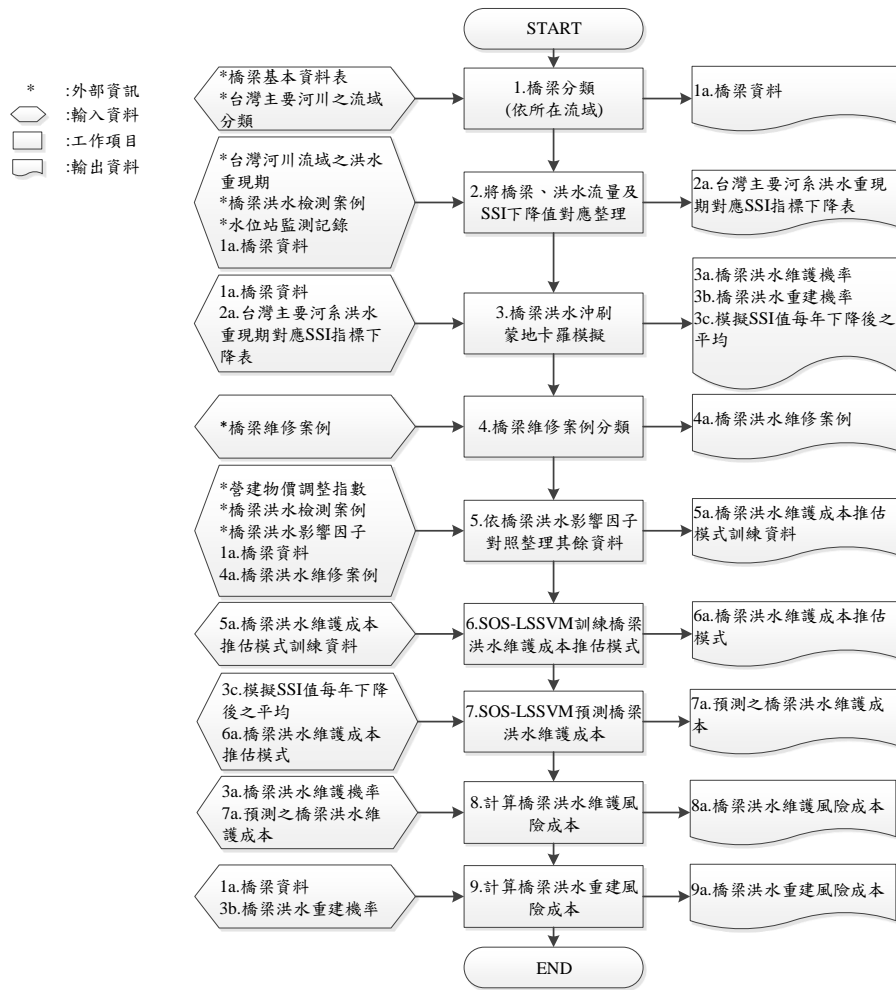 START
* :外部資訊
:輸入資料
:工作項目
:輸出資料
*橋梁基本資料表
*台灣主要河川之流域
分類
1.橋梁分類
(依所在流域)
1a.橋梁資料
*台灣河川流域之洪水
重現期
*橋梁洪水檢測案例
*水位站監測記錄
1a.橋梁資料
2.將橋梁、洪水流量及
SSI下降值對應整理
2a.台灣主要河系洪水重現
期對應SSI指標下降表
1a.橋梁資料
2a.台灣主要河系洪水
重現期對應SSI指標下
降表
3.橋梁洪水沖刷
蒙地卡羅模擬
3a.橋梁洪水維護機率
3b.橋梁洪水重建機率
3c.模擬SSI值每年下降後之
平均
*橋梁維修案例
4.橋梁維修案例分類
4a.橋梁洪水維修案例
*營建物價調整指數
*橋梁洪水檢測案例
*橋梁洪水影響因子
1a.橋梁資料
4a.橋梁洪水維修案例
5.依橋梁洪水影響因子
對照整理其餘資料
5a.橋梁洪水維護成本推估
模式訓練資料
5a.橋梁洪水維護成本
推估模式訓練資料
6.SOS-LSSVM訓練橋梁
洪水維護成本推估模式
6a.橋梁洪水維護成本推估
模式
3c.模擬SSI值每年下降
後之平均
6a.橋梁洪水維護成本
推估模式
7.SOS-LSSVM預測橋梁
洪水維護成本
7a.預測之橋梁洪水維護成
本
3a.橋梁洪水維護機率
7a.預測之橋梁洪水維
護成本
8.計算橋梁洪水維護風
險成本
8a.橋梁洪水維護風險成本
1a.橋梁資料
3b.橋梁洪水重建機率
9.計算橋梁洪水重建風
險成本
9a.橋梁洪水重建風險成本
END